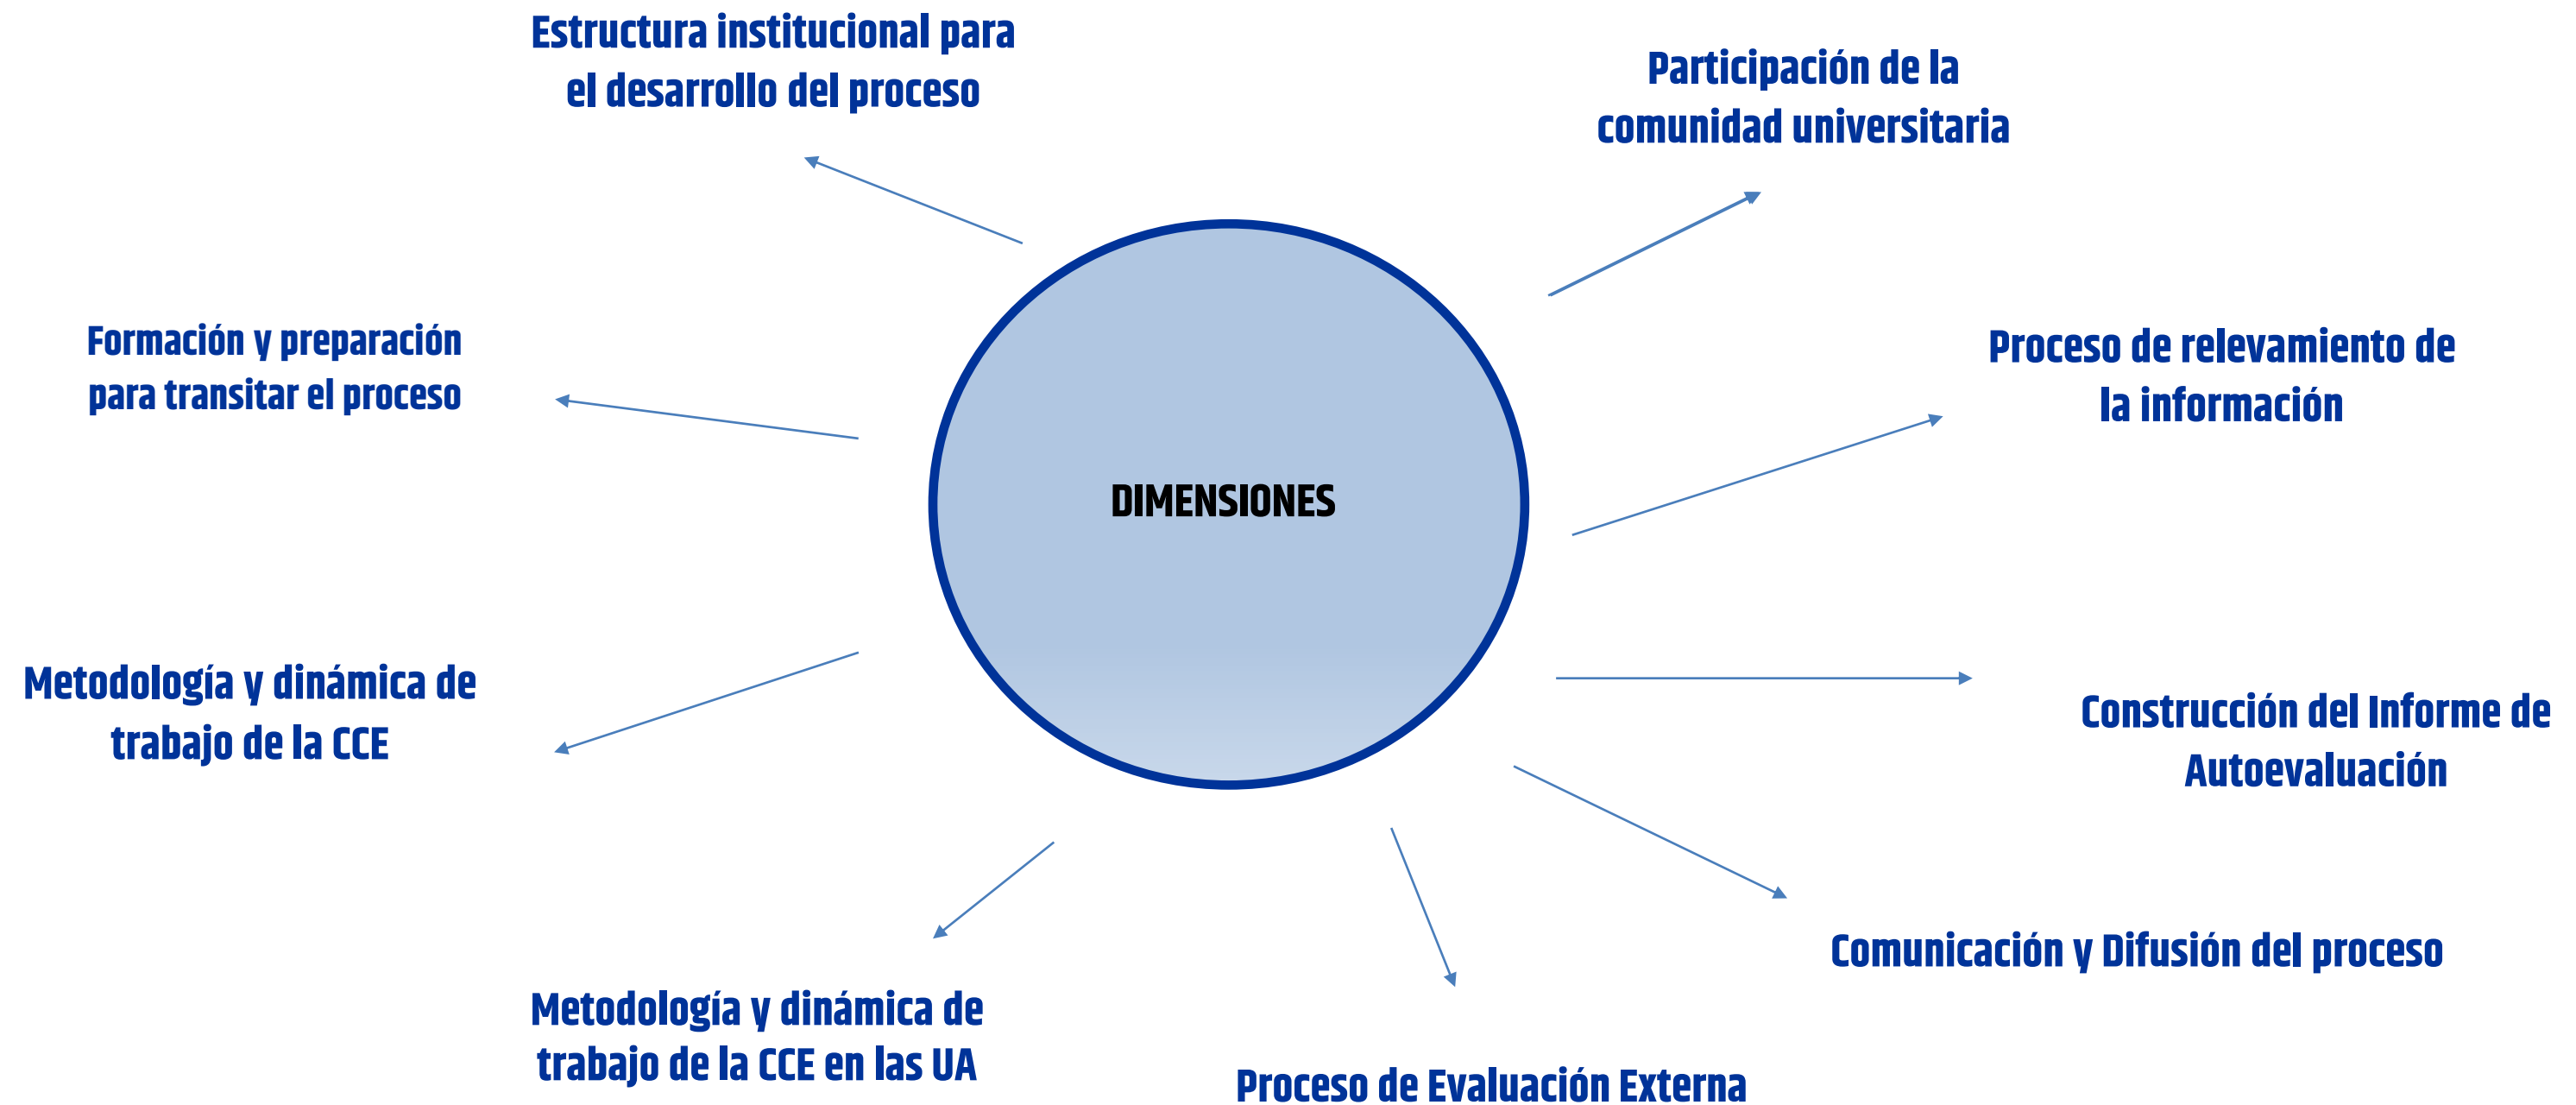 Estructura institucional para
el desarrollo del proceso
Participación de la
comunidad universitaria
Formación y preparación
para transitar el proceso
Proceso de relevamiento de
la información
DIMENSIONES
Metodología y dinámica de
trabajo de la CCE
Construcción del Informe de
Autoevaluación
Comunicación y Difusión del proceso
Metodología y dinámica de
trabajo de la CCE en las UA
Proceso de Evaluación Externa